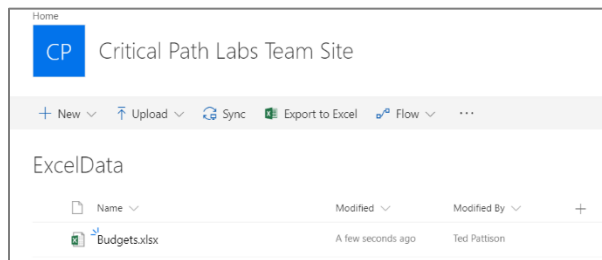 Home
CP Critical Path Labs Team Site
+ New Upload Sync Export to Excel Flow ...
ExcelData
Name Modified Modified By +
Budgets.xlsx A few seconds ago Ted Pattison